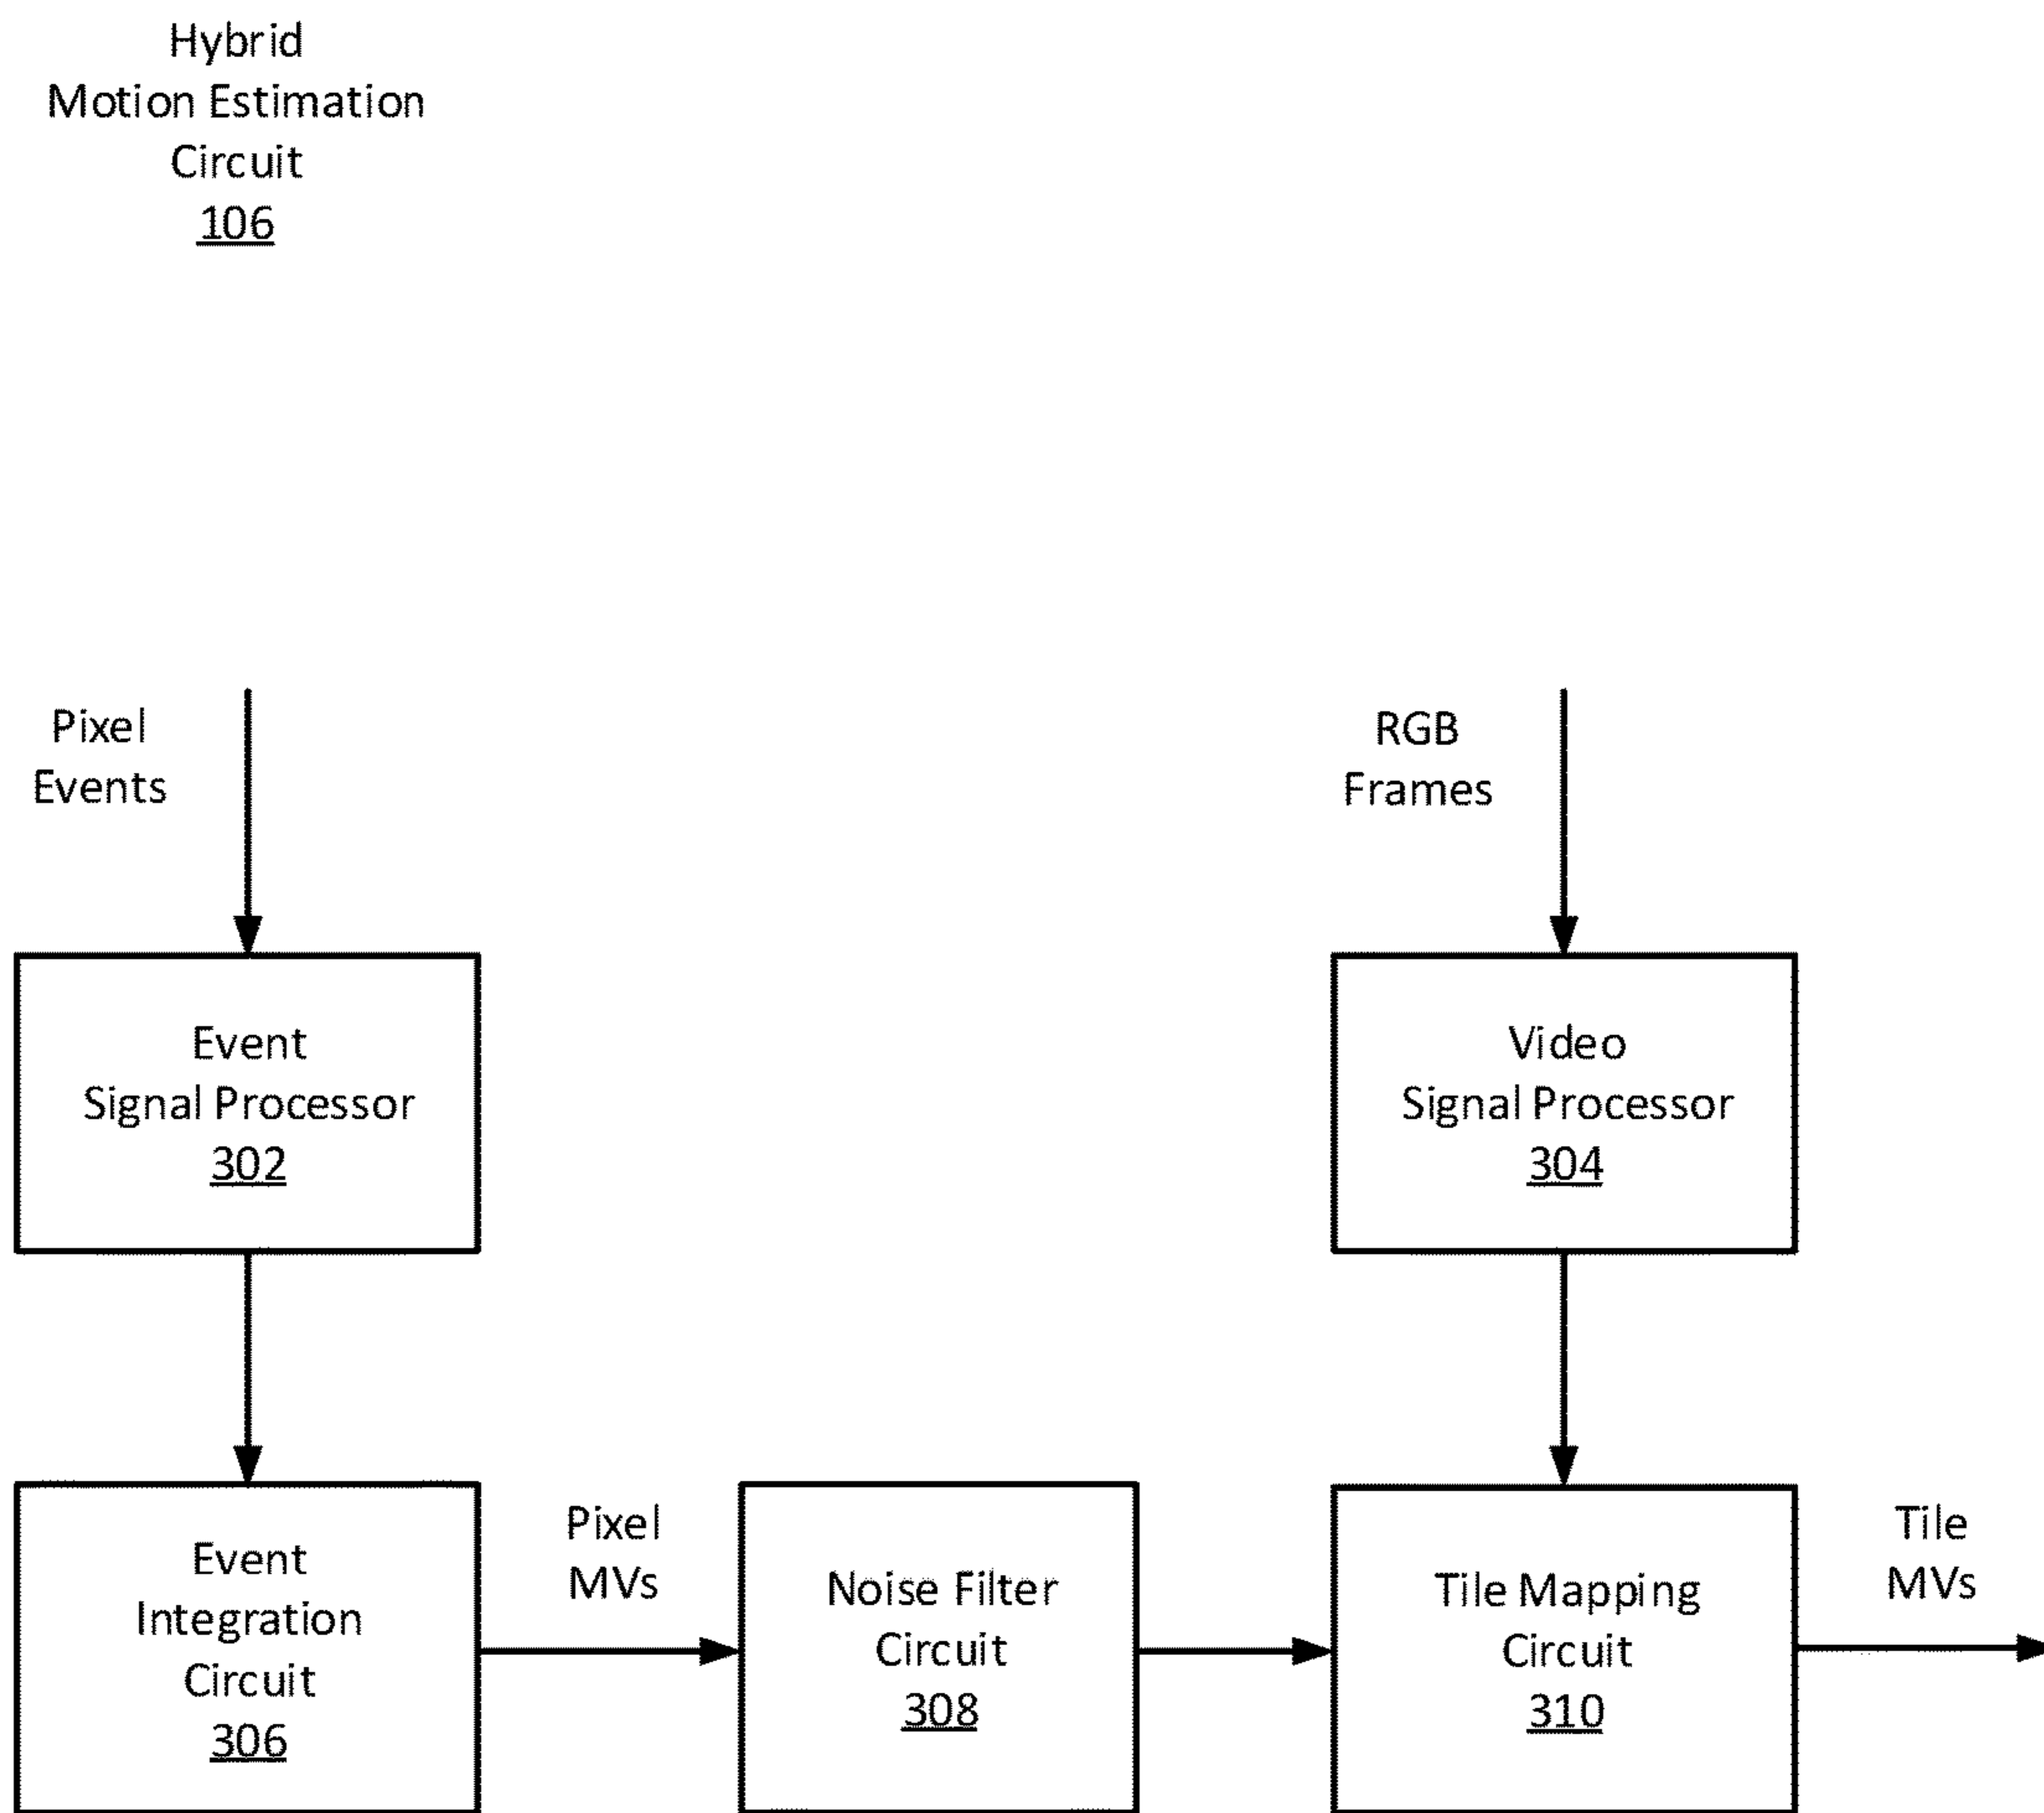 Hybrid
Motion Estimation
Circuit
106
Pixel
Events
RGB
Frames
Event
Signal Processor
302
Video
Signal Processor
304
Event
Integration
Circuit
306
Pixel
MVs
Noise Filter
Circuit
308
Tile Mapping
Circuit
310
Tile
MVs